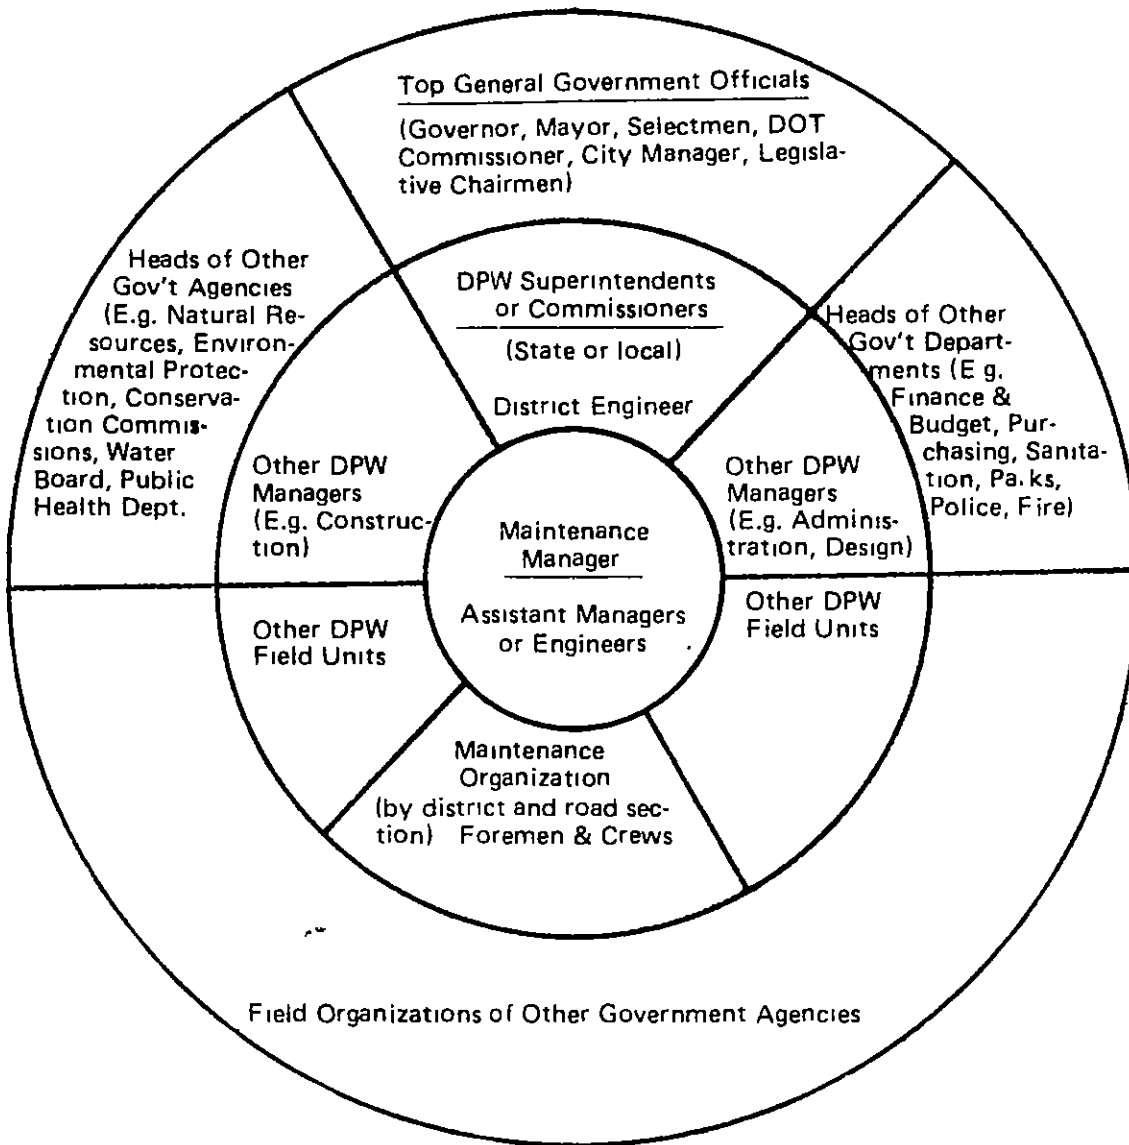 Top General Government Officials
(Governor, Mayor, Selectmen, DOT
Commissioner, City Manager, Legisla-
tive Chairmen)
Heads of Other
Gov't Agencies
(E.g. Natural Re-
sources, Environ-
mental Protec-
tion, Conserva-
tion Commis-
sions, Water
Board, Public
Health Dept.
DPW Superintendents
or Commissioners
(State or local)
District Engineer
Heads of Other
Gov't Depart-
ments (E g.
Finance &
Budget, Pur-
chasing, Sanita-
tion, Pa.ks,
Police, Fire)
Other DPW
Managers
(E.g. Construc-
tion)
Maintenance
Manager
Assistant Managers
or Engineers
Other DPW
Managers
(E.g. Adminis-
tration, Design)
Other DPW
Field Units
Other DPW
Field Units
Maintenance
Organization
(by district and road sec-
tion) Foremen & Crews
Field Organizations of Other Government Agencies